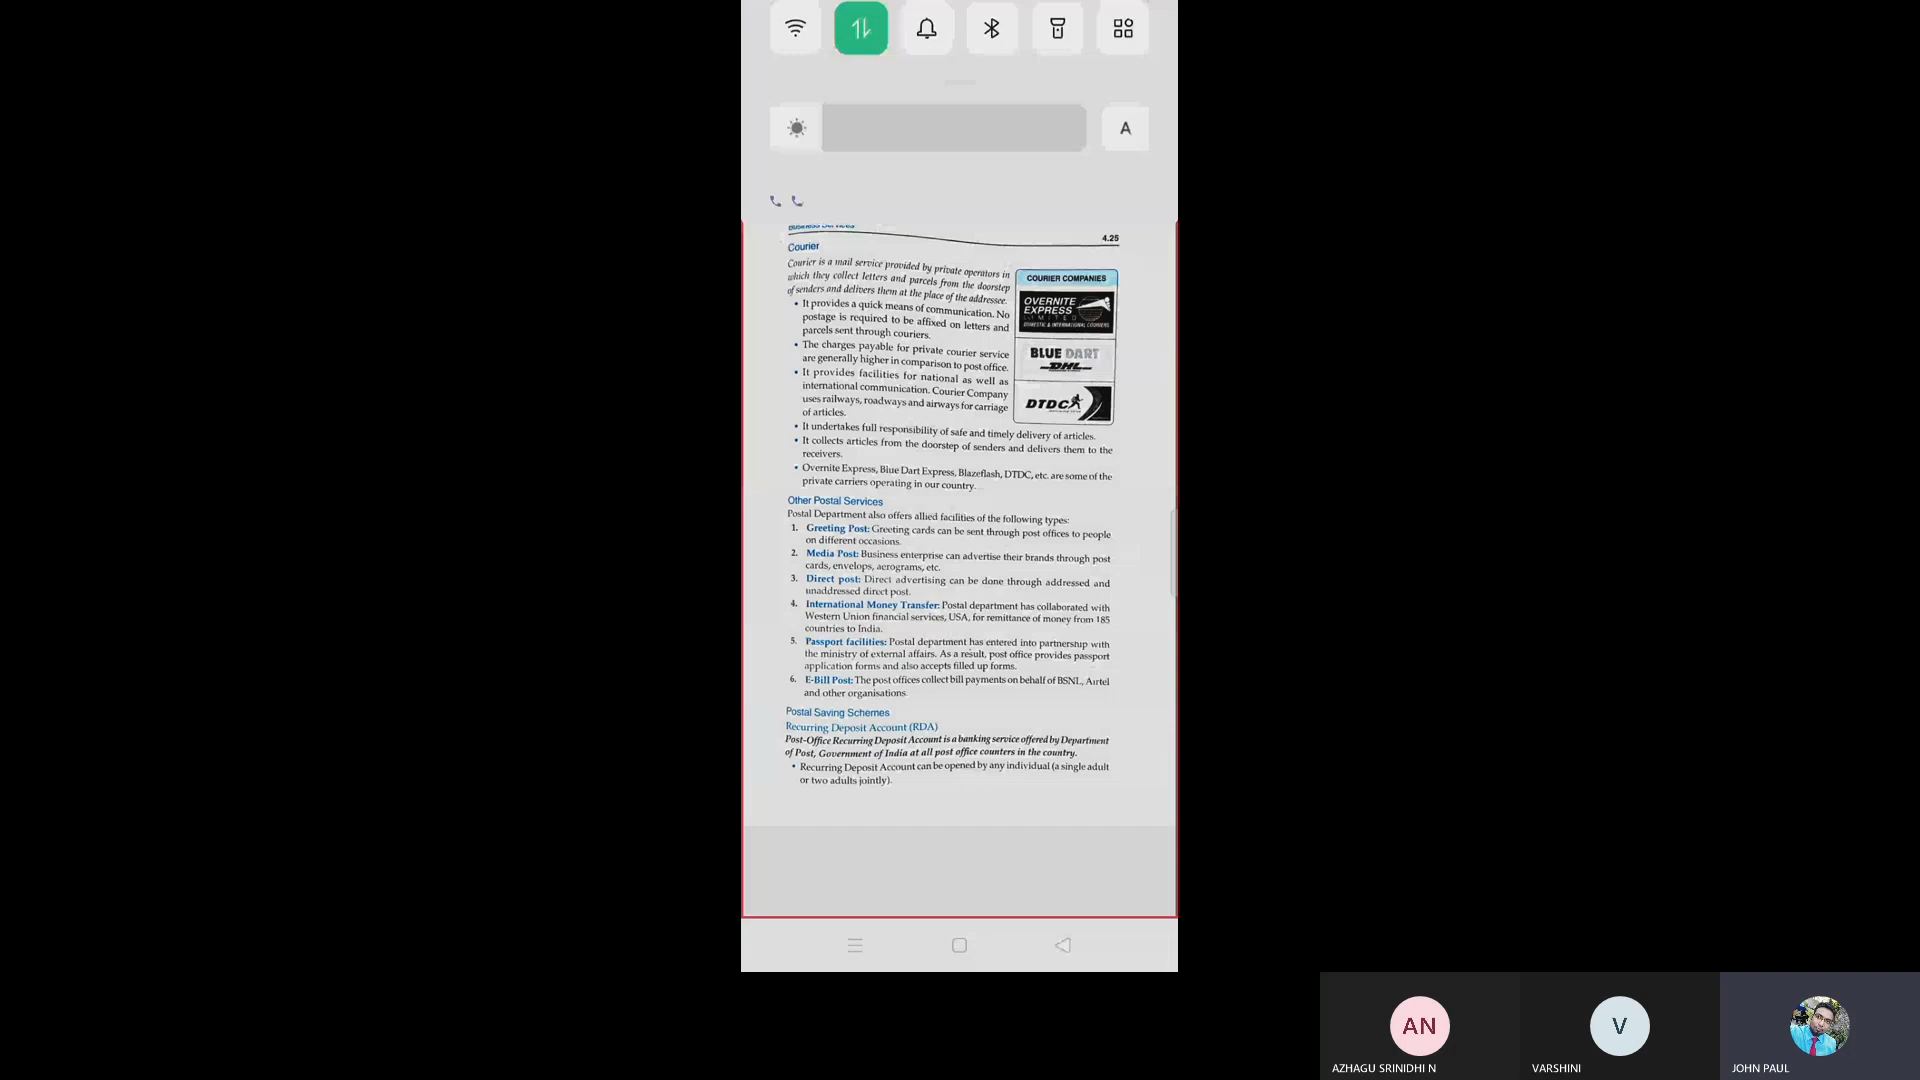 A
Business Services
4.25
Courier
Courier is a mail service provided by private operators in
which they collect letters and parcels from the doorstep
of senders and delivers them at the place of the addressee.
• It provides a quick means of communication. No
postage is required to be affixed on letters and
parcels sent through couriers.
• The charges payable for private courier service
are generally higher in comparison to post office.
• It provides facilities for national as well as
international communication. Courier Company
uses railways, roadways and airways for carriage
of articles.
COURIER COMPANIES
OVERNITE
EXPRESS
LIMITED
DOMESTIC & INTERNATIONAL COURIERS
BLUE DART
DHL
DTDC
• It undertakes full responsibility of safe and timely delivery of articles.
• It collects articles from the doorstep of senders and delivers them to the
receivers.
• Overnite Express, Blue Dart Express, Blazeflash, DTDC, etc. are some of the
private carriers operating in our country.
Other Postal Services
Postal Department also offers allied facilities of the following types:
1. Greeting Post: Greeting cards can be sent through post offices to people
on different occasions.
2. Media Post: Business enterprise can advertise their brands through post
cards, envelops, aerograms, etc.
3. Direct post: Direct advertising can be done through addressed and
unaddressed direct post.
4. International Money Transfer: Postal department has collaborated with
Western Union financial services, USA, for remittance of money from 185
countries to India.
5. Passport facilities: Postal department has entered into partnership with
the ministry of external affairs. As a result, post office provides passport
application forms and also accepts filled up forms.
6. E-Bill Post: The post offices collect bill payments on behalf of BSNL, Airtel
and other organisations.
Postal Saving Schemes
Recurring Deposit Account (RDA)
Post-Office Recurring Deposit Account is a banking service offered by Department
of Post, Government of India at all post office counters in the country.
• Recurring Deposit Account can be opened by any individual (a single adult
or two adults jointly).
AN
V
AZHAGU SRINIDHI N
VARSHINI
JOHN PAUL